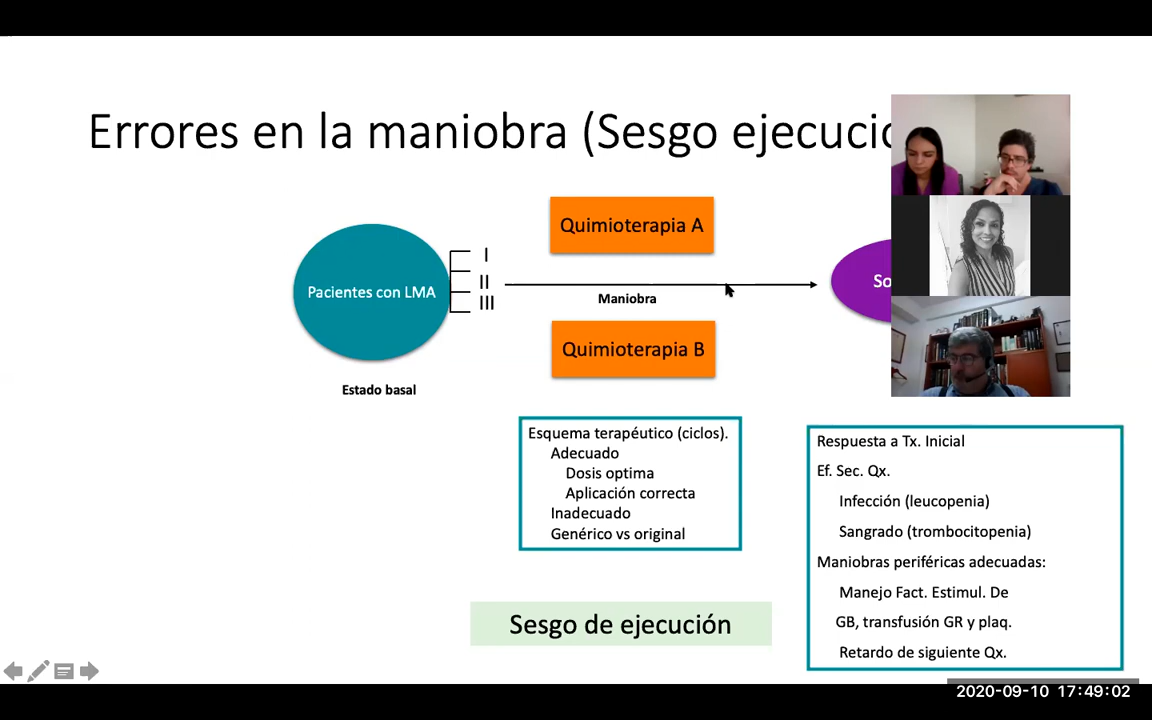 Errores en la maniobra (Sesgo ejecució
Quimioterapia A
I
II
III
Pacientes con LMA
Maniobra
So
Quimioterapia B
Estado basal
Esquema terapéutico (ciclos).
Adecuado
Dosis optima
Aplicación correcta
Inadecuado
Genérico vs original
Respuesta a Tx. Inicial
Ef. Sec. Qx.
Infección (leucopenia)
Sangrado (trombocitopenia)
Maniobras periféricas adecuadas:
Manejo Fact. Estimul. De
GB, transfusión GR y plaq.
Retardo de siguiente Qx.
Sesgo de ejecución
2020-09-10 17:49:02